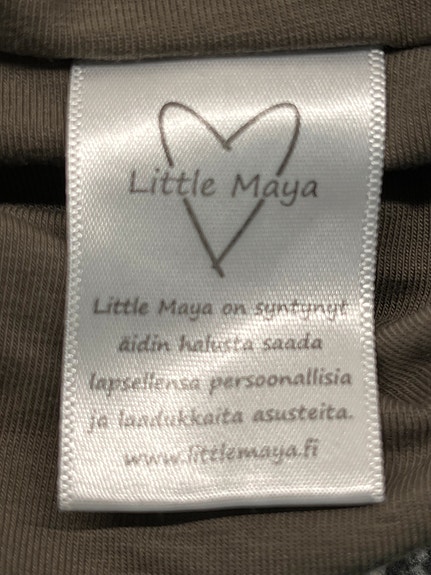 Little Maya
Little Maya on syntynyt
äidin halusta saada
lapsellensa persoonallisia
ja laadukkaita asusteita.
www.littlemaya.fi